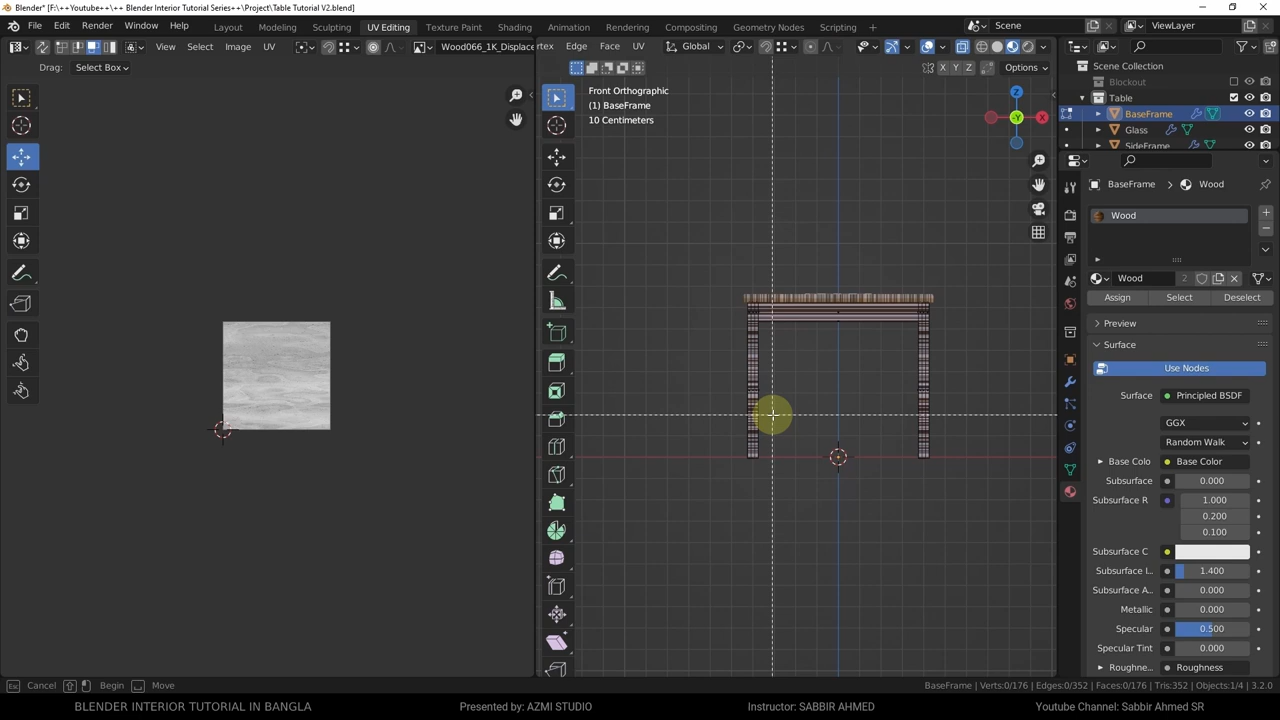 Blender* [F:\++Youtube++\++ Blender Interior Tutorial Series++\Project\Table Tutorial V2.blend]
File Edit Render Window Help Layout Modeling Sculpting UV Editing Texture Paint Shading Animation Rendering Compositing Geometry Nodes Scripting Scene ViewLayer
View Select Image UV Wood066_1K_Displace rtex Edge Face UV Global
Drag: Select Box X Y Z Options
Scene Collection
Blockout
Table
BaseFrame
Glass
SideFrame
Front Orthographic
(1) BaseFrame
10 Centimeters
Z
-Y
X
BaseFrame Wood
Wood
Wood 2
Assign Select Deselect
Preview
Surface
Use Nodes
Surface Principled BSDF
GGX
Random Walk
Base Colo Base Color
Subsurface 0.000
Subsurface R 1.000
0.200
0.100
Subsurface C
Subsurface I... 1.400
Subsurface A... 0.000
Metallic 0.000
Specular 0.500
Specular Tint 0.000
Roughne... Roughness
Esc Cancel Begin Move BaseFrame | Verts:0/176 | Edges:0/352 | Faces:0/176 | Tris:352 | Objects:1/4 | 3.2.0
BLENDER INTERIOR TUTORIAL IN BANGLA Presented by: AZMI STUDIO Instructor: SABBIR AHMED Youtube Channel: Sabbir Ahmed SR